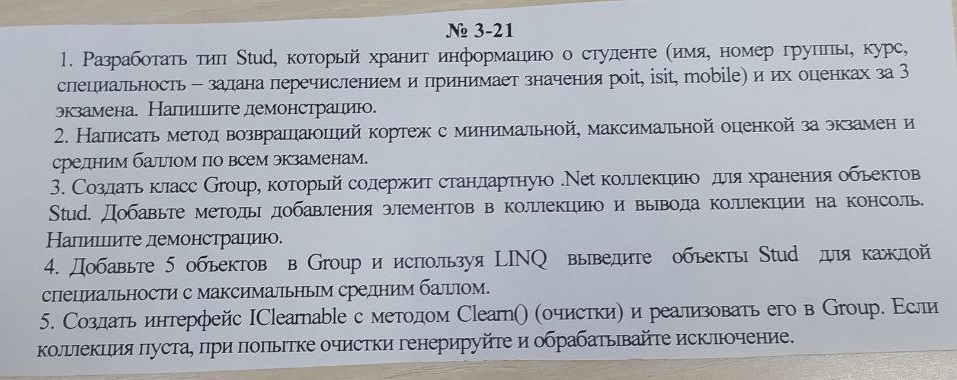 № 3-21
1. Разработать тип Stud, который хранит информацию о студенте (имя, номер группы, курс,
специальность – задана перечислением и принимает значения poit, isit, mobile) и их оценках за 3
экзамена. Напишите демонстрацию.
2. Написать метод возвращающий кортеж с минимальной, максимальной оценкой за экзамен и
средним баллом по всем экзаменам.
3. Создать класс Group, который содержит стандартную .Net коллекцию для хранения объектов
Stud. Добавьте методы добавления элементов в коллекцию и вывода коллекции на консоль.
Напишите демонстрацию.
4. Добавьте 5 объектов в Group и используя LINQ выведите объекты Stud для каждой
специальности с максимальным средним баллом.
5. Создать интерфейс ICleamable с методом Cleam() (очистки) и реализовать его в Group. Если
коллекция пуста, при попытке очистки генерируйте и обрабатывайте исключение.